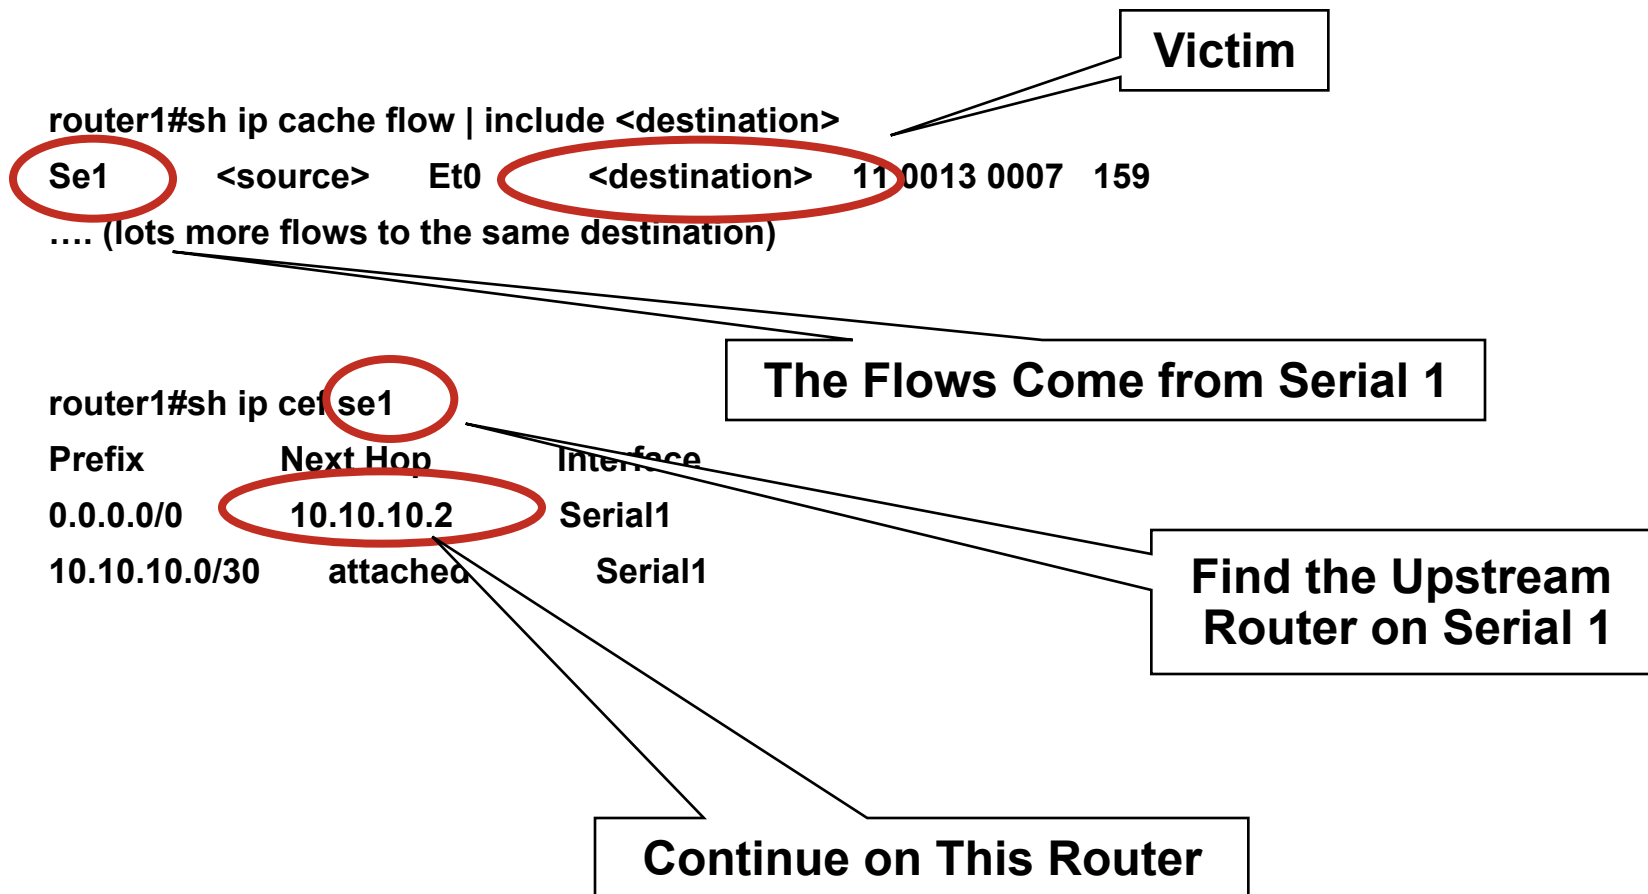 Victim
router1#sh ip cache flow | include <destination>
Se1 <source> Et0 <destination> 11 0013 0007 159
…. (lots more flows to the same destination)
The Flows Come from Serial 1
router1#sh ip cef se1
Prefix Next Hop Interface
0.0.0.0/0 10.10.10.2 Serial1
10.10.10.0/30 attached Serial1
Find the Upstream
Router on Serial 1
Continue on This Router